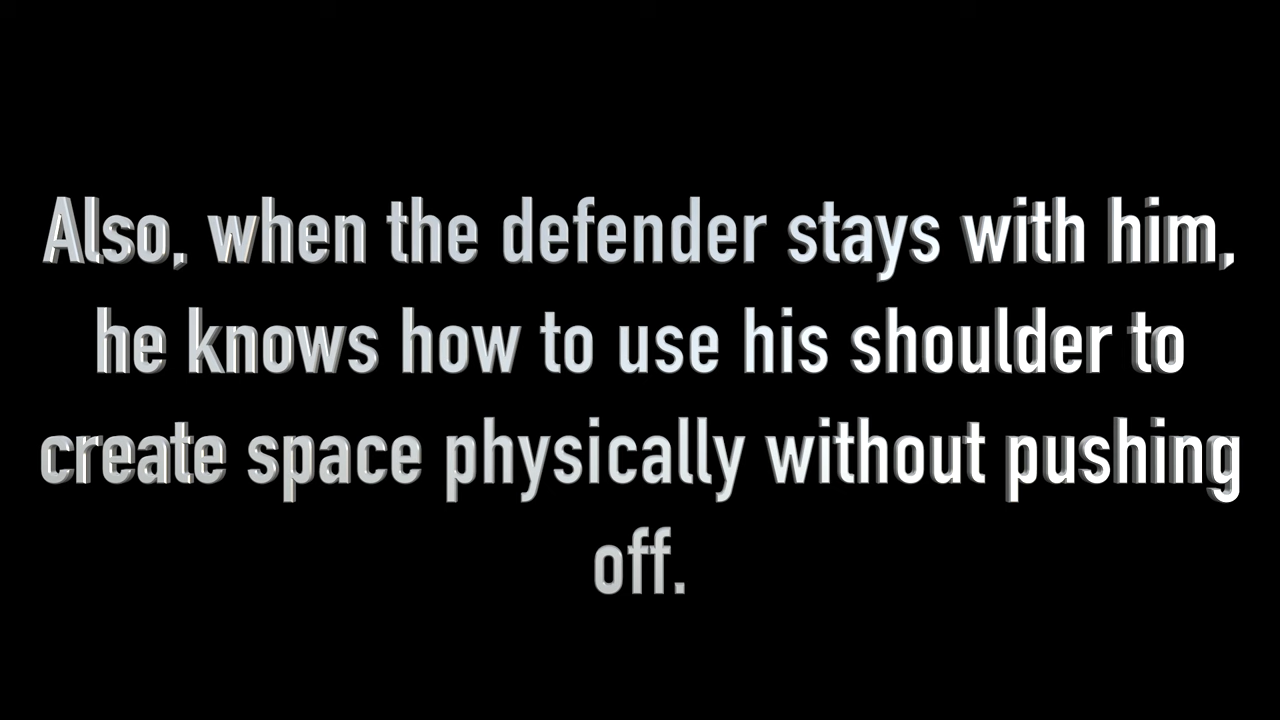 Also, when the defender stays with him,
he knows how to use his shoulder to
create space physically without pushing
off.